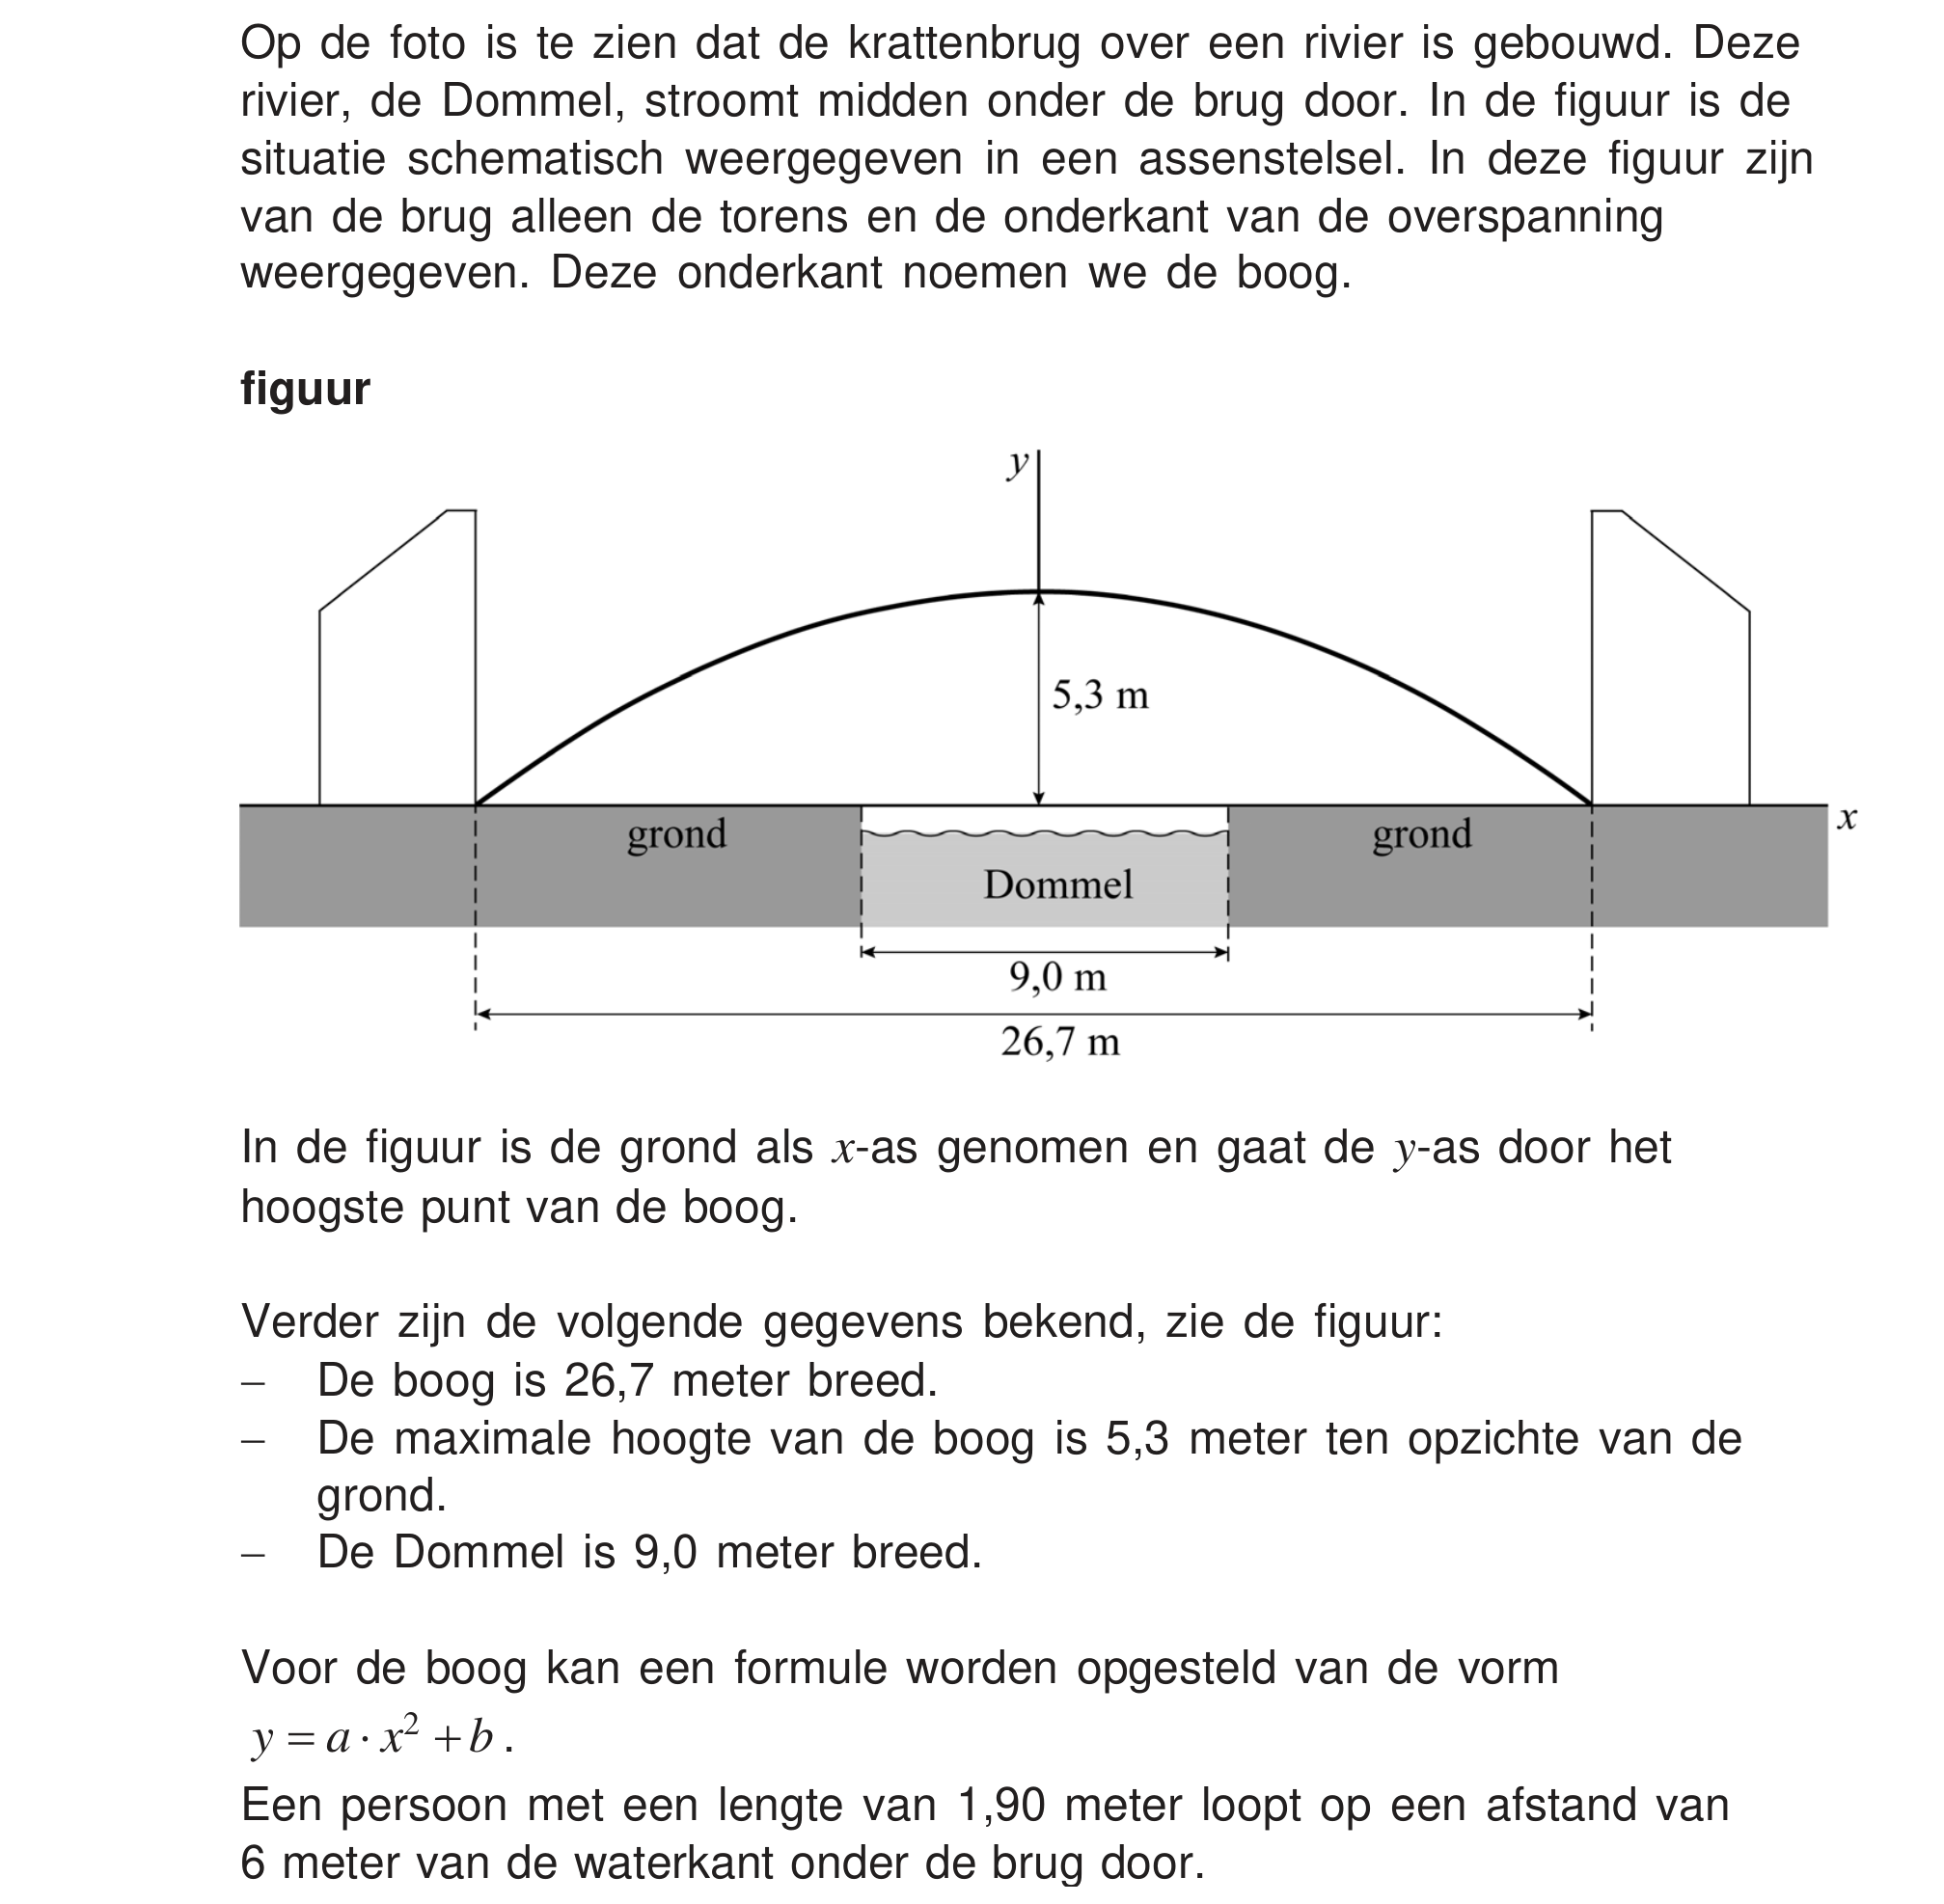 Op de foto is te zien dat de krattenbrug over een rivier is gebouwd. Deze
rivier, de Dommel, stroomt midden onder de brug door. In de figuur is de
situatie schematisch weergegeven in een assenstelsel. In deze figuur zijn
van de brug alleen de torens en de onderkant van de overspanning
weergegeven. Deze onderkant noemen we de boog.
figuur
y
5,3 m
x
grond
grond
Dommel
9,0 m
26,7 m
In de figuur is de grond als x-as genomen en gaat de y-as door het
hoogste punt van de boog.
Verder zijn de volgende gegevens bekend, zie de figuur:
– De boog is 26,7 meter breed.
– De maximale hoogte van de boog is 5,3 meter ten opzichte van de
grond.
– De Dommel is 9,0 meter breed.
Voor de boog kan een formule worden opgesteld van de vorm
y = a · x² + b .
Een persoon met een lengte van 1,90 meter loopt op een afstand van
6 meter van de waterkant onder de brug door.